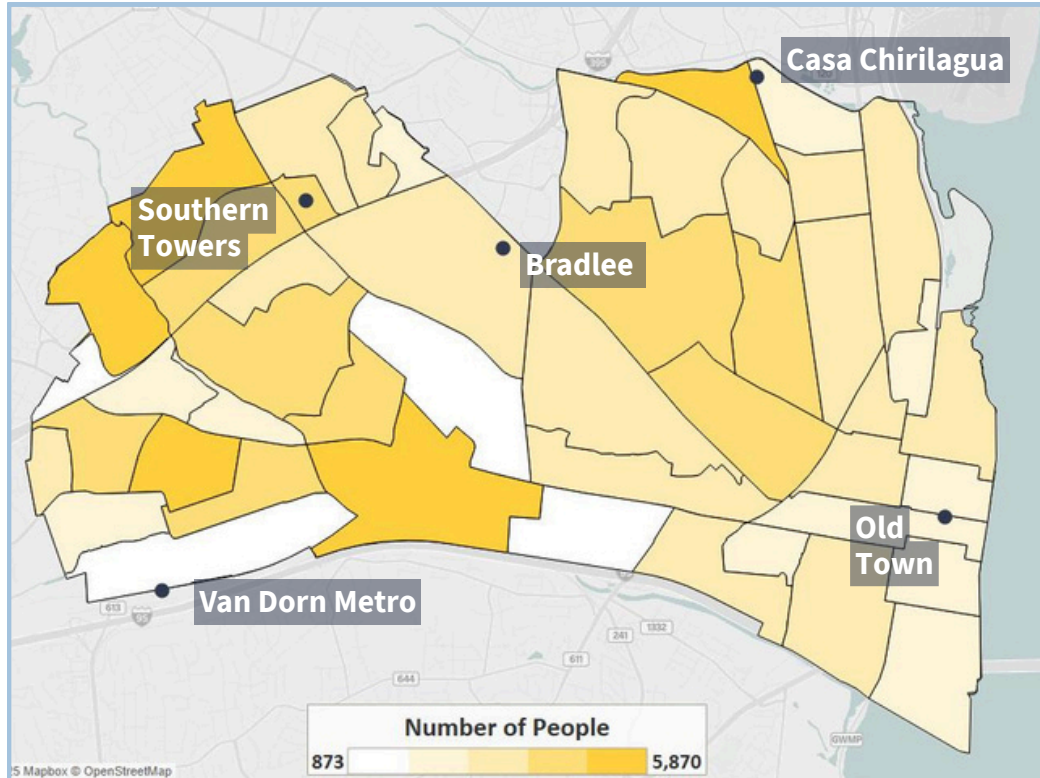 Casa Chirilagua
Southern
Towers
Bradlee
Old
Town
Van Dorn Metro
613
95
241
1332
611
644
GWMP
Number of People
873
5,870
5 Mapbox © OpenStreetMap